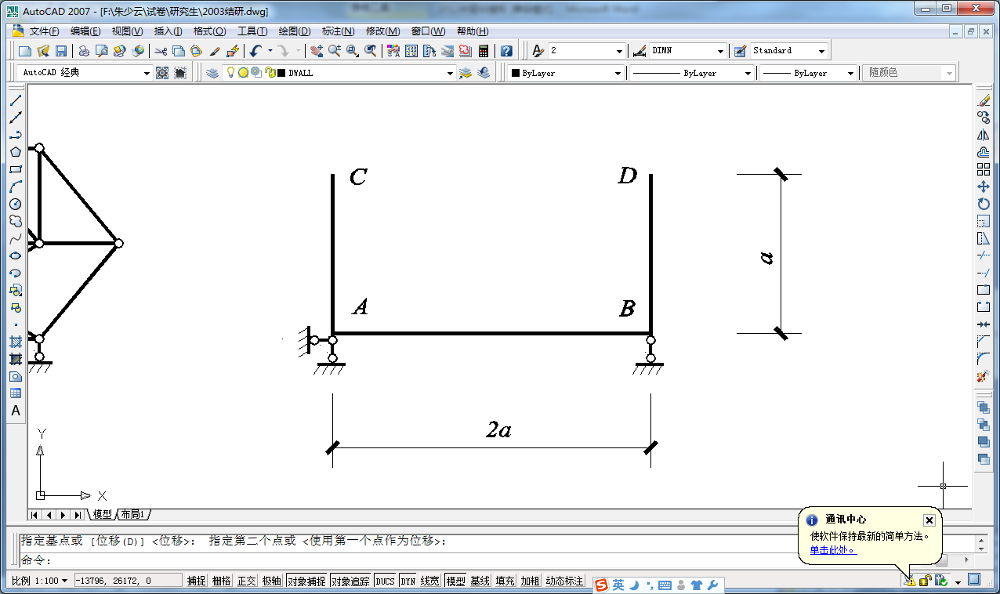 AutoCAD 2007 - [F:\朱少云\试卷\研究生\2003结研.dwg]
文件(F) 编辑(E) 视图(V) 插入(I) 格式(O) 工具(T) 绘图(D) 标注(N) 修改(M) 窗口(W) 帮助(H)
2 DIMN Standard
AutoCAD 经典 DWALL ByLayer ByLayer ByLayer 随颜色
C D
a
A B
2a
Y
X
A
模型 布局1
通讯中心
使软件保持最新的简单方法。
单击此处。
指定基点或 [位移(D)] <位移>: 指定第二个点或 <使用第一个点作为位移>:
命令:
比例 1:100 -13796, -26172, 捕捉 栅格 正交 极轴 对象捕捉 对象追踪 DUCS DYN 线宽 模型 基线 填充 加粗 动态标注
S 英